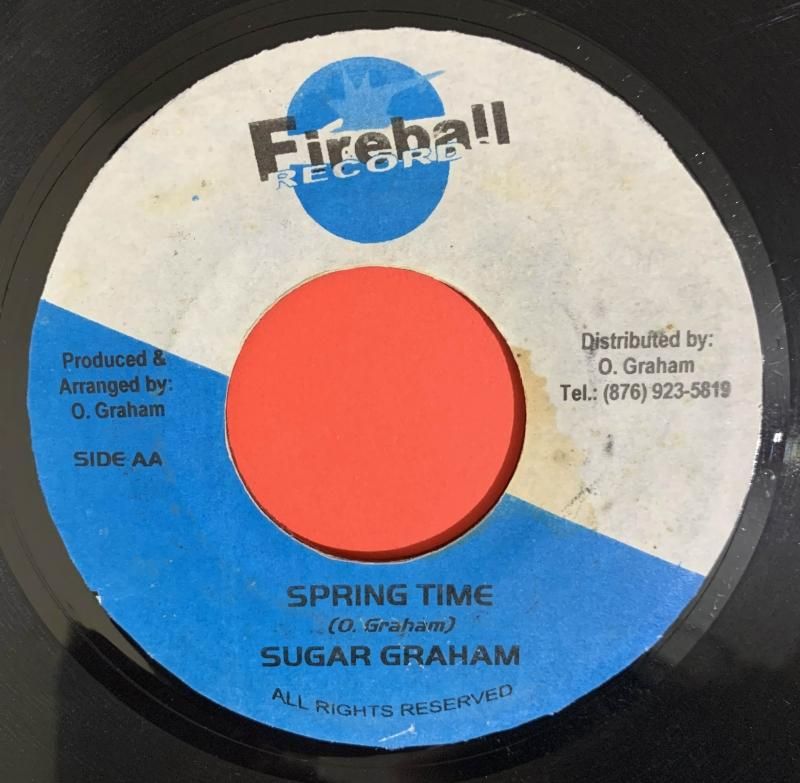 Fireball
RECORDS
Produced &
Arranged by:
O. Graham
SIDE AA
Distributed by:
O. Graham
Tel.: (876) 923-5819
SPRING TIME
(O. Graham)
SUGAR GRAHAM
ALL RIGHTS RESERVED